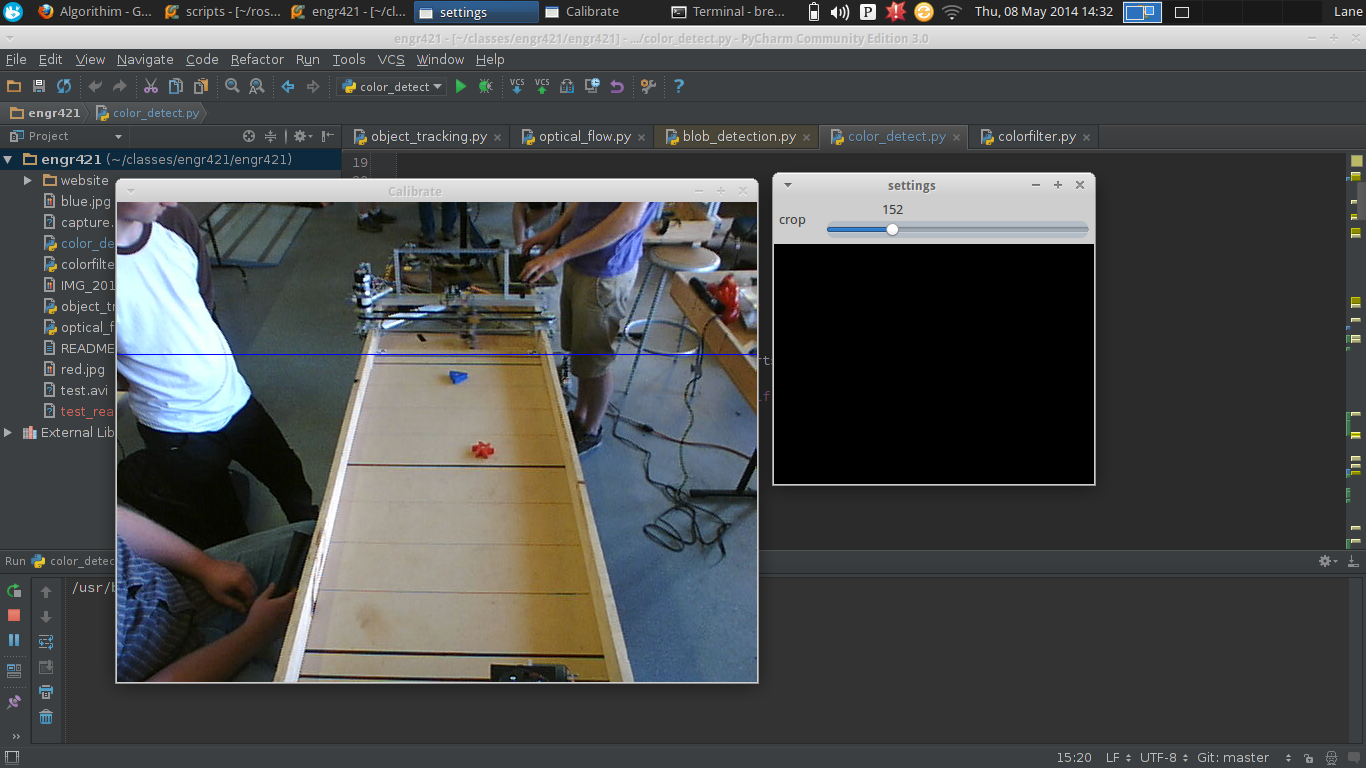 Algorithim - G...
scripts - [~/ros...
engr421 - [~/cl...
settings
Calibrate
Terminal - bre...
P
Thu, 08 May 2014 14:32
Lane
engr421 - [~/classes/engr421/engr421] - .../color_detect.py - PyCharm Community Edition 3.0
File Edit View Navigate Code Refactor Run Tools VCS Window Help
color_detect
VCS
VCS
?
engr421
color_detect.py
Project
object_tracking.py
optical_flow.py
blob_detection.py
color_detect.py
colorfilter.py
engr421 (~/classes/engr421/engr421)
19
website
blue.jpg
capture.
color_de
colorfilte
IMG_201
object_tr
optical_f
README
red.jpg
test.avi
test_rea
External Lib
Calibrate
settings
152
crop
if
Run color_detec
/usr/b
15:20 LF UTF-8 Git: master